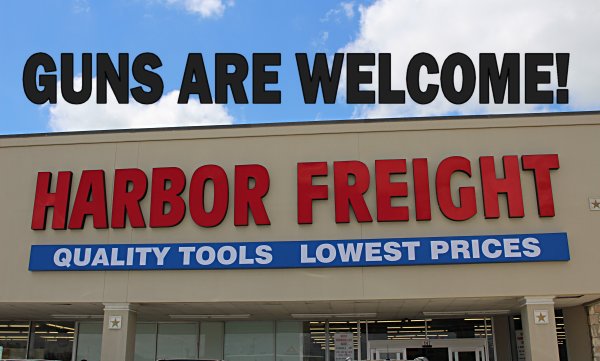 GUNS ARE WELCOME!
HARBOR FREIGHT
QUALITY TOOLS LOWEST PRICES